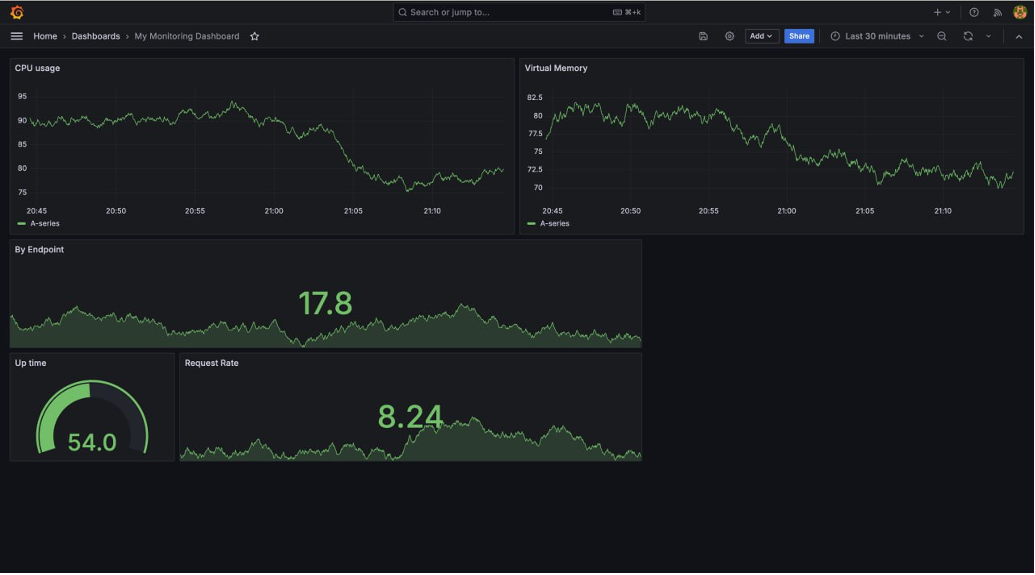 Search or jump to... ⌘+k
Home › Dashboards › My Monitoring Dashboard
Add
Share
Last 30 minutes
CPU usage
95
90
85
80
75
20:45 20:50 20:55 21:00 21:05 21:10
A-series
Virtual Memory
82.5
80
77.5
75
72.5
70
20:45 20:50 20:55 21:00 21:05 21:10
A-series
By Endpoint
17.8
Up time
54.0
Request Rate
8.24